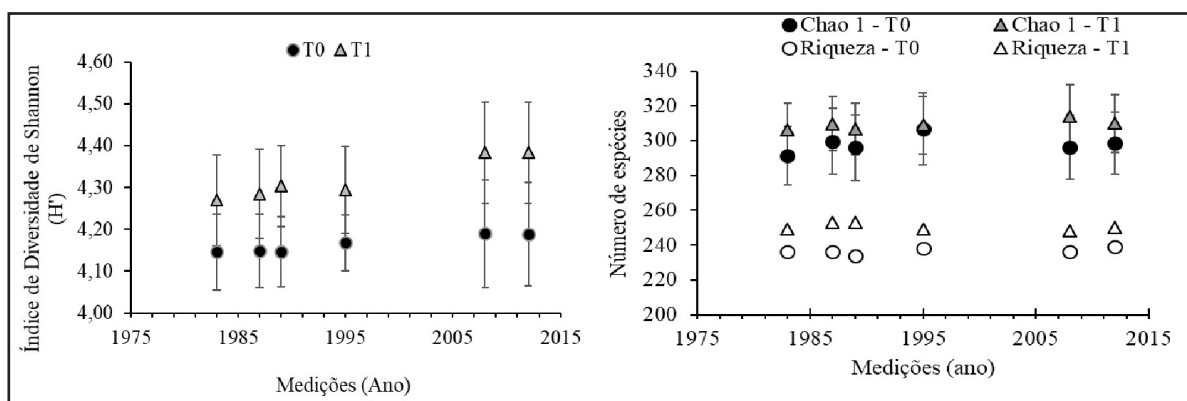 T0 T1
4,60
4,50
4,40
4,30
4,20
4,10
4,00
1975 1985 1995 2005 2015
Índice de Diversidade de Shannon
(H')
Medições (Ano)
Chao 1 - T0 Chao 1 - T1
Riqueza - T0 Riqueza - T1
340
320
300
280
260
240
220
200
1975 1985 1995 2005 2015
Número de espécies
Medições (ano)